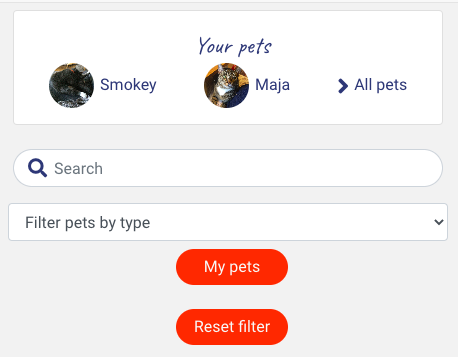 Your pets
Smokey Maja All pets
Search
Filter pets by type
My pets
Reset filter